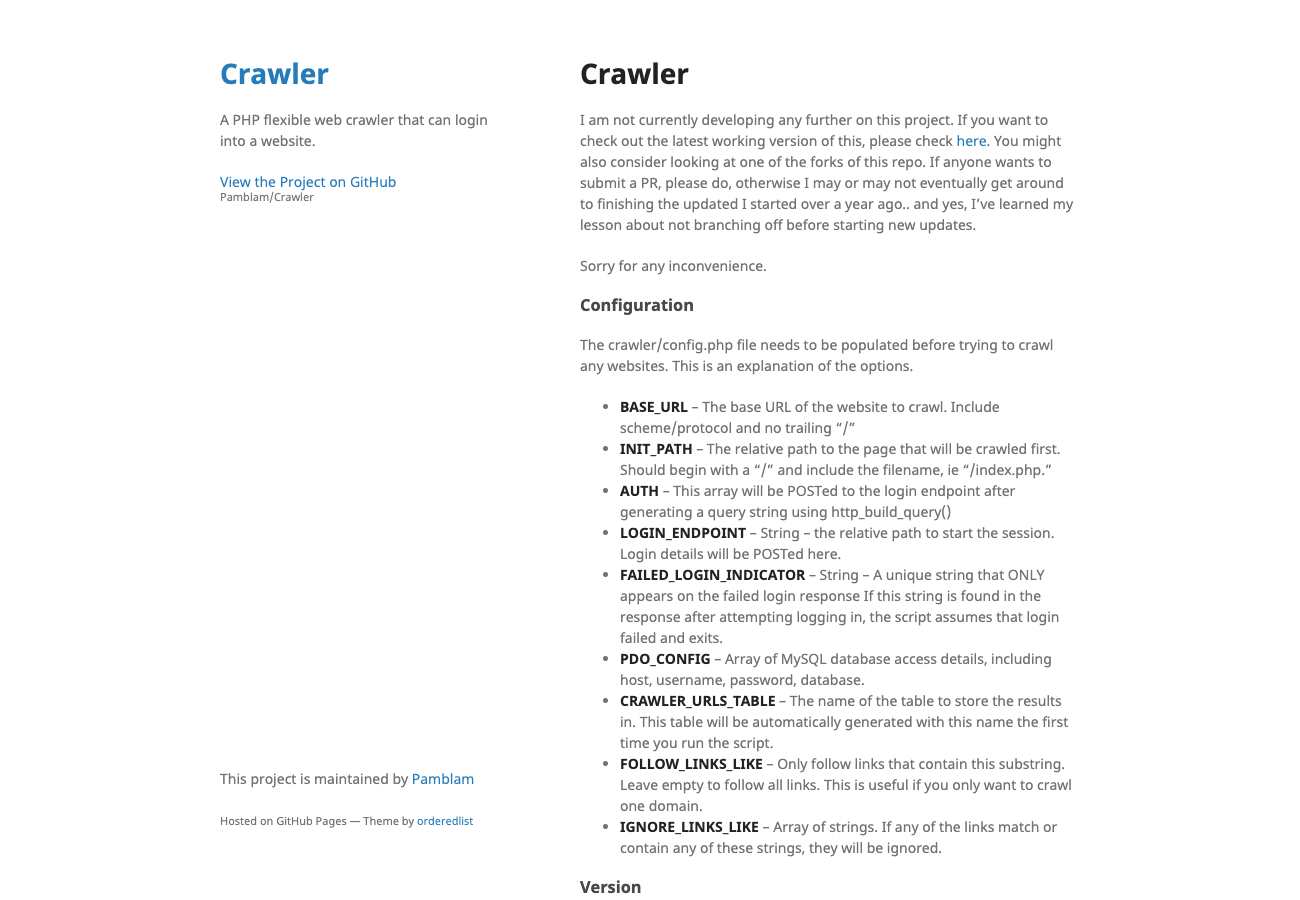 Crawler
A PHP flexible web crawler that can login
into a website.
View the Project on GitHub
Pamblam/Crawler
This project is maintained by Pamblam
Hosted on GitHub Pages — Theme by orderedlist
Crawler
I am not currently developing any further on this project. If you want to
check out the latest working version of this, please check here. You might
also consider looking at one of the forks of this repo. If anyone wants to
submit a PR, please do, otherwise I may or may not eventually get around
to finishing the updated I started over a year ago.. and yes, I’ve learned my
lesson about not branching off before starting new updates.
Sorry for any inconvenience.
Configuration
The crawler/config.php file needs to be populated before trying to crawl
any websites. This is an explanation of the options.
• BASE_URL – The base URL of the website to crawl. Include
scheme/protocol and no trailing “/”
• INIT_PATH – The relative path to the page that will be crawled first.
Should begin with a “/” and include the filename, ie “/index.php.”
• AUTH – This array will be POSTed to the login endpoint after
generating a query string using http_build_query()
• LOGIN_ENDPOINT – String – the relative path to start the session.
Login details will be POSTed here.
• FAILED_LOGIN_INDICATOR – String – A unique string that ONLY
appears on the failed login response If this string is found in the
response after attempting logging in, the script assumes that login
failed and exits.
• PDO_CONFIG – Array of MySQL database access details, including
host, username, password, database.
• CRAWLER_URLS_TABLE – The name of the table to store the results
in. This table will be automatically generated with this name the first
time you run the script.
• FOLLOW_LINKS_LIKE – Only follow links that contain this substring.
Leave empty to follow all links. This is useful if you only want to crawl
one domain.
• IGNORE_LINKS_LIKE – Array of strings. If any of the links match or
contain any of these strings, they will be ignored.
Version